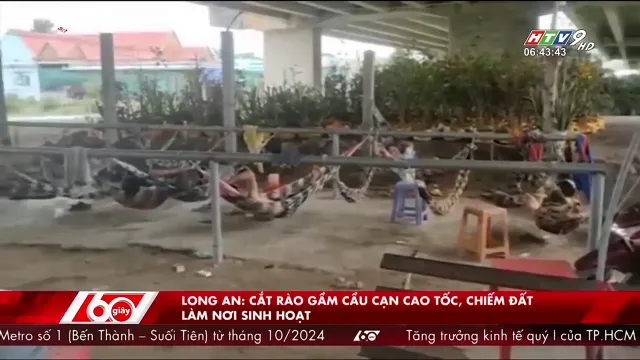 HTV9 HD
06:43:43
60 giây
LONG AN: CẮT RÀO GẦM CẦU CẠN CAO TỐC, CHIẾM ĐẤT
LÀM NƠI SINH HOẠT
Metro số 1 (Bến Thành – Suối Tiên) từ tháng 10/2024 60 giây Tăng trưởng kinh tế quý I của TP.HCM